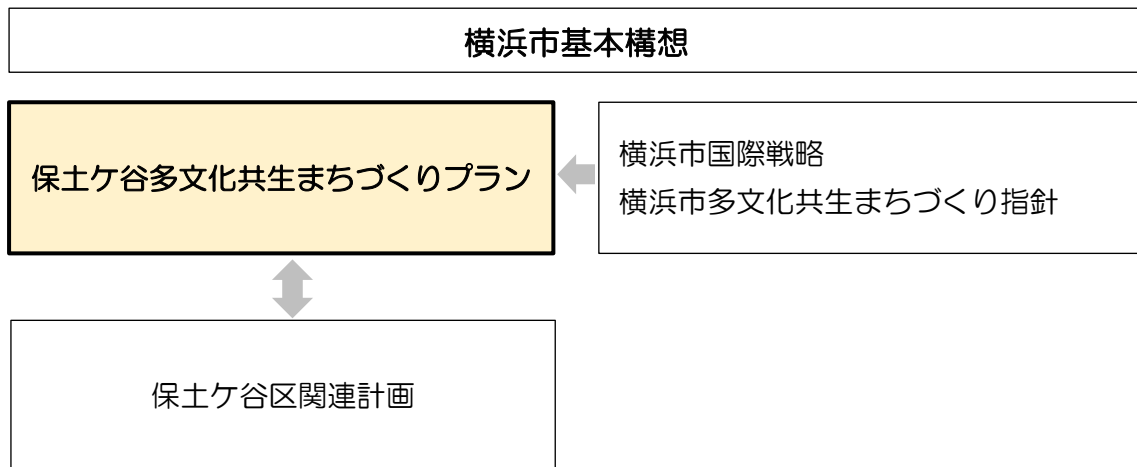 横浜市基本構想
保土ケ谷多文化共生まちづくりプラン
横浜市国際戦略
横浜市多文化共生まちづくり指針
保土ケ谷区関連計画